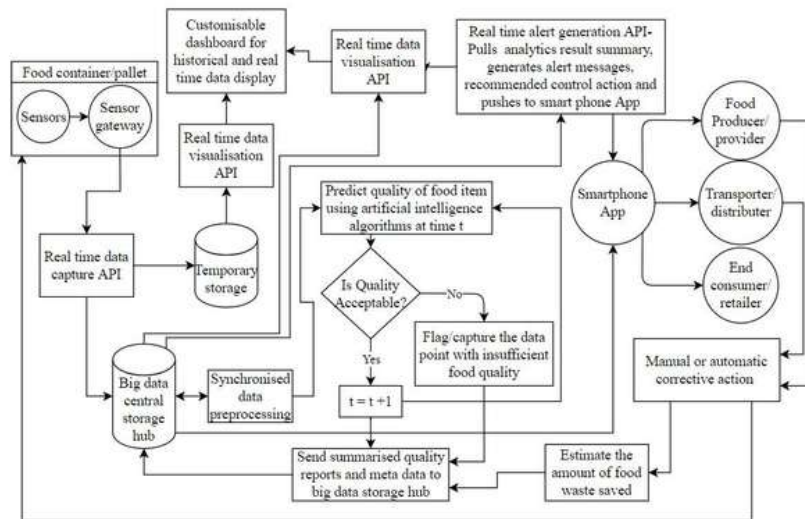 Customisable
dashboard for
historical and real
time data display
Real time data
visualisation
API
Real time alert generation API-
Pulls analytics result summary,
generates alert messages,
recommended control action and
pushes to smart phone App
Food container/pallet
Sensors
Sensor
gateway
Food
Producer/
provider
Real time data
visualisation
API
Predict quality of food item
using artificial intelligence
algorithms at time t
Smartphone
App
Transporter/
distributer
Real time data
capture API
Temporary
storage
Is Quality
Acceptable?
No
End
consumer/
retailer
Flag/capture the data
point with insufficient
food quality
Yes
Manual or automatic
corrective action
Big data
central
storage
hub
Synchronised
data
preprocessing
t = t +1
Send summarised quality
reports and meta data to
big data storage hub
Estimate the
amount of food
waste saved